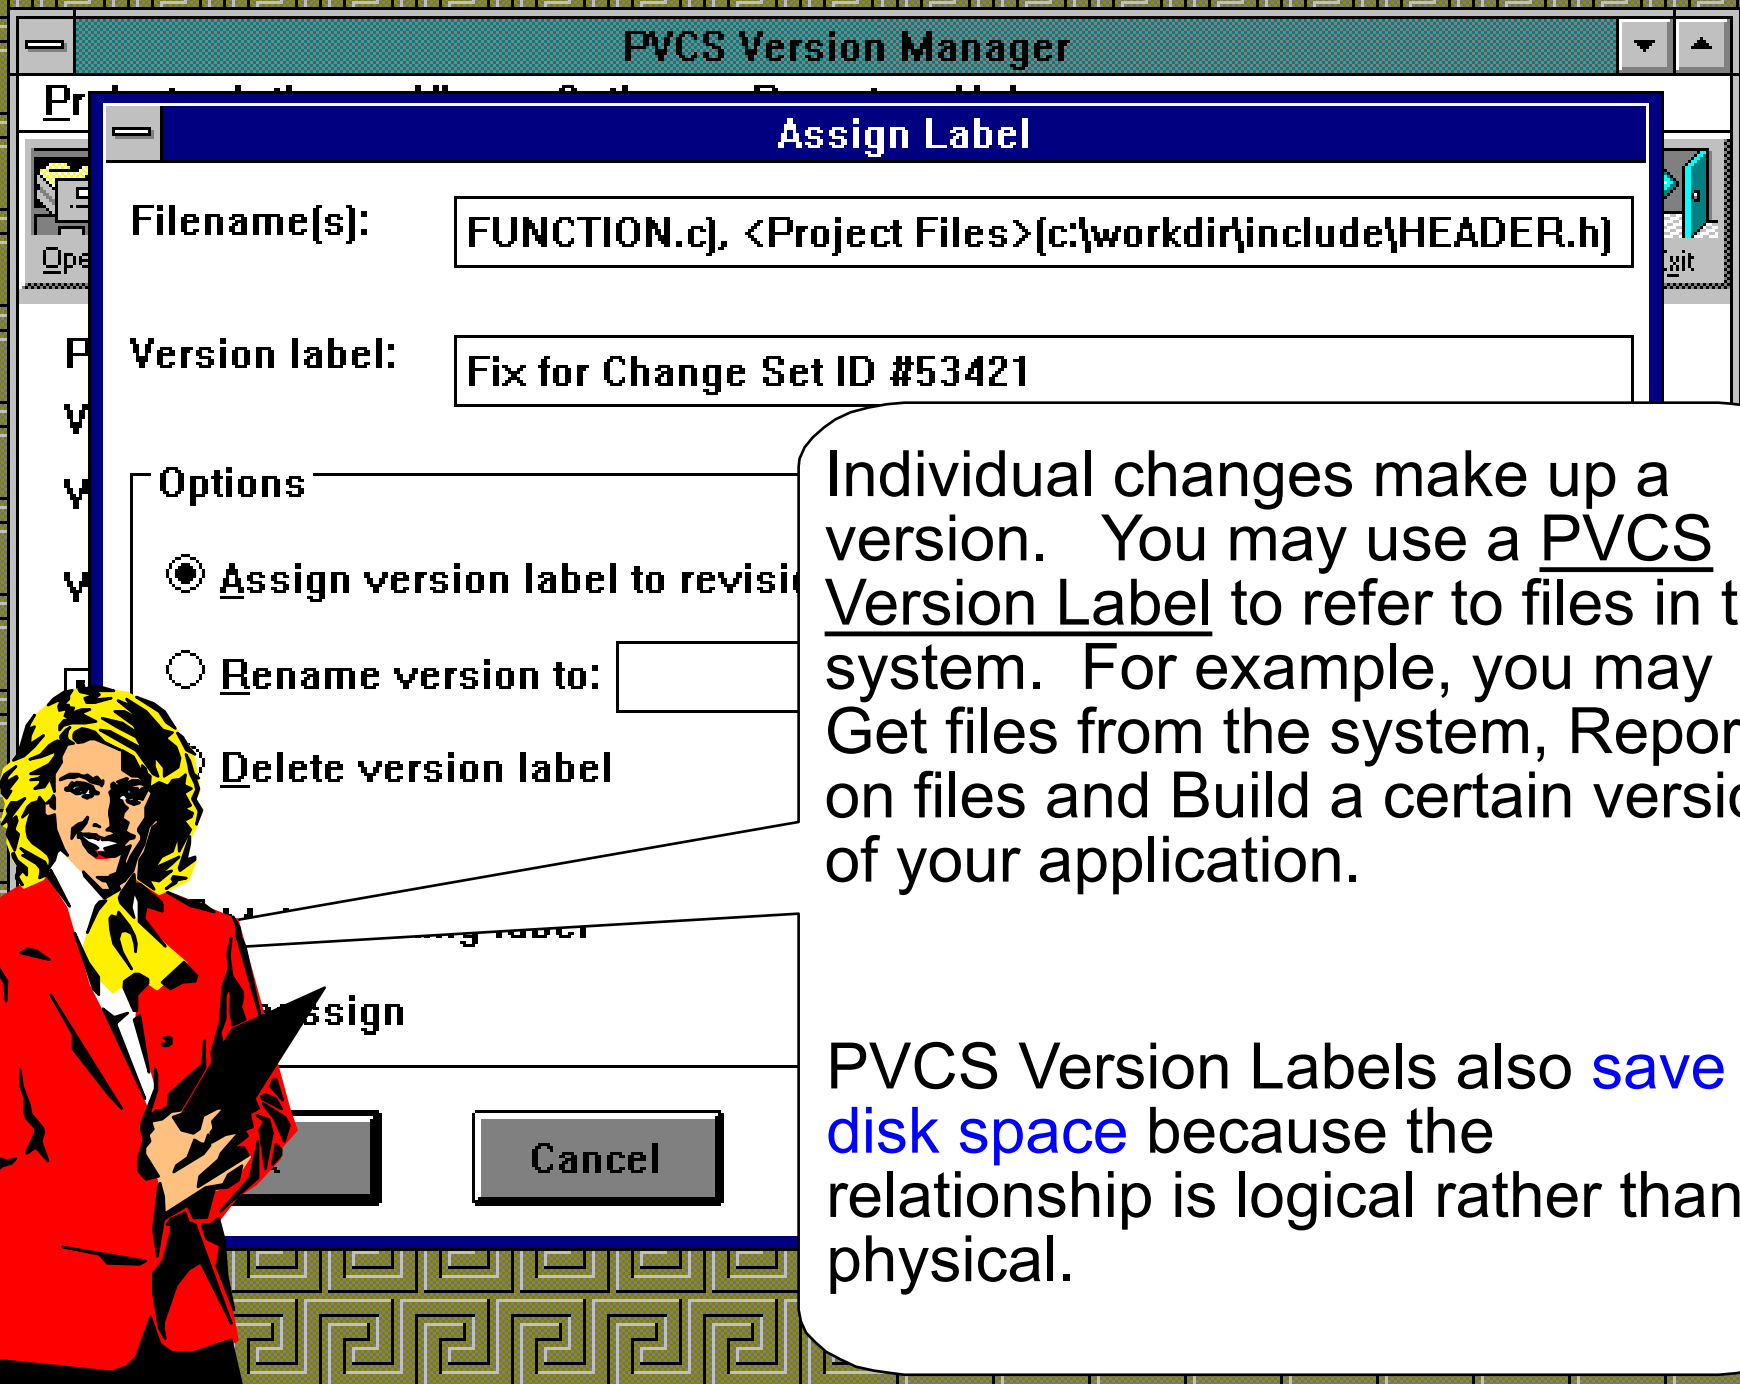 PVCS Version Manager
Assign Label
Filename(s):
FUNCTION.c), <Project Files>(c:\workdir\include\HEADER.h)
Version label:
Fix for Change Set ID #53421
Options
Assign version label to
Rename version to:
Delete version label
label
Cancel
Individual changes make up a
version. You may use a PVCS
Version Label to refer to files in
system. For example, you may
Get files from the system,
on files and Build a certain
of your application.
PVCS Version Labels also save
disk space because the
relationship is logical rather than
physical.